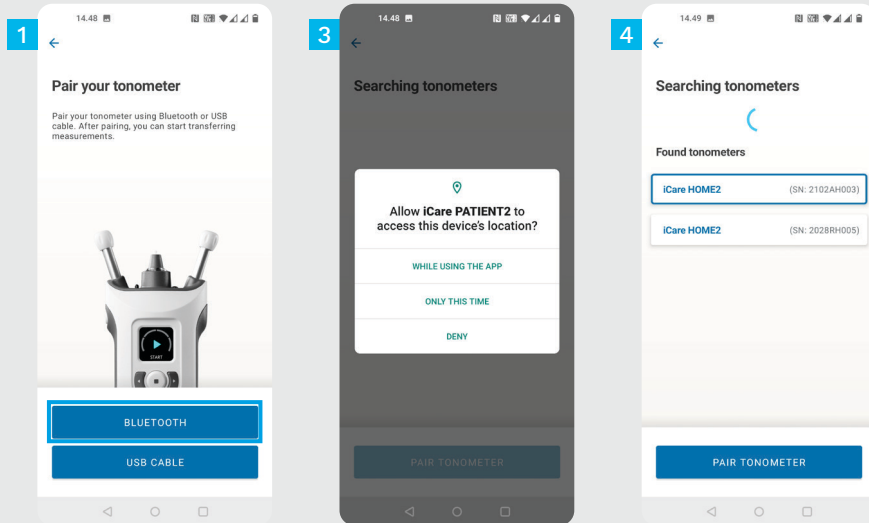 1
14.48
Pair your tonometer
Pair your tonometer using Bluetooth or USB
cable. After pairing, you can start transferring
measurements.
START
BLUETOOTH
USB CABLE
3
14.48
Searching tonometers
Allow iCare PATIENT2 to
access this device's location?
WHILE USING THE APP
ONLY THIS TIME
DENY
PAIR TONOMETER
4
14.49
Searching tonometers
Found tonometers
iCare HOME2 (SN: 2102AH003)
iCare HOME2 (SN: 2028RH005)
PAIR TONOMETER